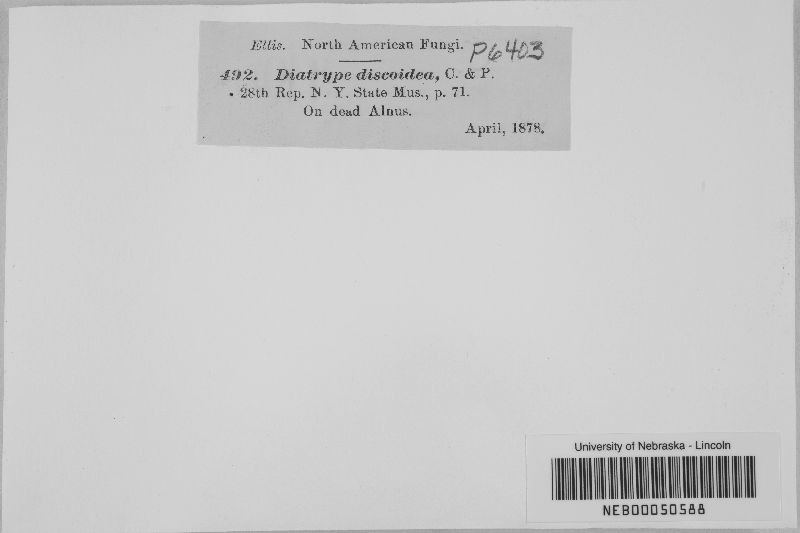 Ellis. North American Fungi. P6403
492. Diatrype discoidea, C. & P.
28th Rep. N. Y. State Mus., p. 71.
On dead Alnus.
April, 1878.
University of Nebraska - Lincoln
NEB00050588